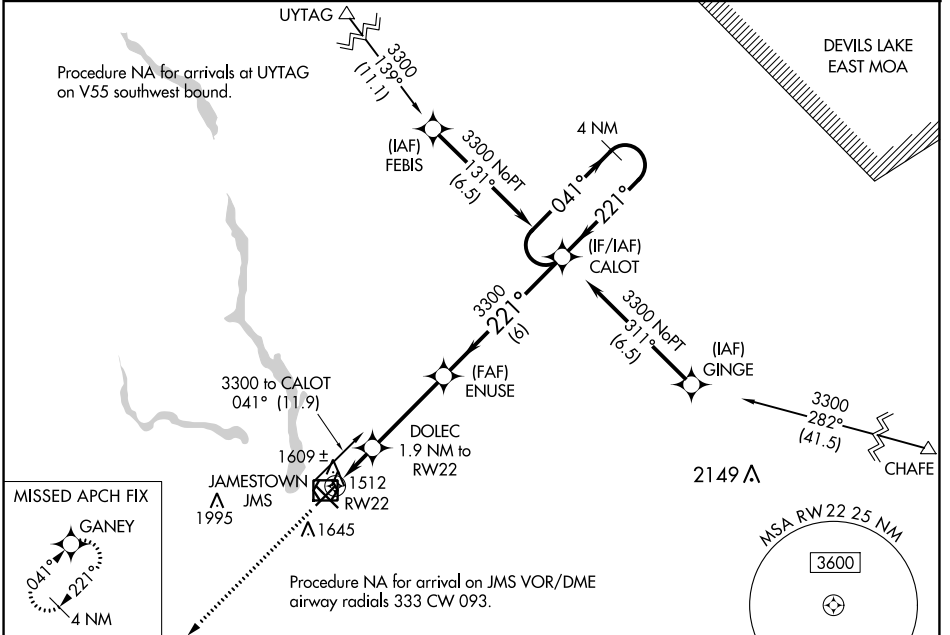 UYTAG
3300
139°
(11.1)
Procedure NA for arrivals at UYTAG
on V55 southwest bound.
DEVILS LAKE
EAST MOA
(IAF)
FEBIS
3300 NoPT
131°
(6.5)
4 NM
041°
221°
(IF/IAF)
CALOT
3300
221°
(6)
3300 NoPT
311°
(6.5)
(IAF)
GINGE
(FAF)
ENUSE
3300
282°
(41.5)
CHAFE
3300 to CALOT
041° (11.9)
DOLEC
1.9 NM to
RW22
1609 ±
JAMESTOWN
JMS
1512
RW22
1995
1645
2149
MISSED APCH FIX
GANEY
041°
221°
4 NM
Procedure NA for arrival on JMS VOR/DME
airway radials 333 CW 093.
MSA RW 22 25 NM
3600